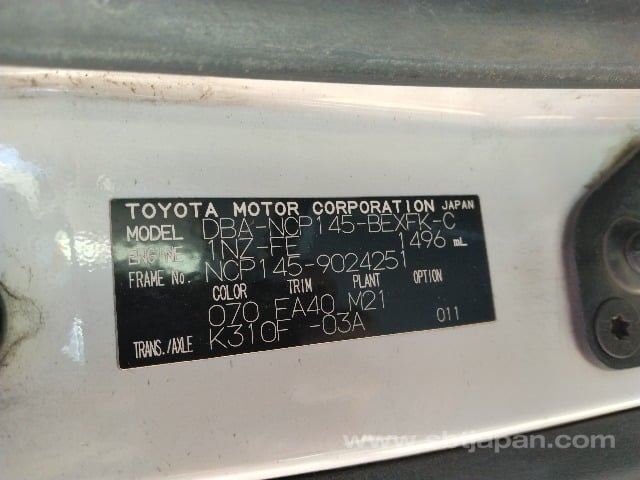 TOYOTA MOTOR CORPORATION JAPAN
MODEL DBA-NCP145-BEXFK-C
ENGINE 1NZ-FE 1496 mL
FRAME No. NCP145-9024251
COLOR TRIM PLANT OPTION
070 EA40 M21
TRANS./AXLE K310F -03A 011
www.sbtjapan.com